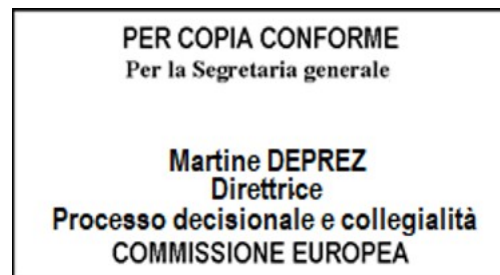 PER COPIA CONFORME
Per la Segretaria generale
Martine DEPREZ
Direttrice
Processo decisionale e collegialità
COMMISSIONE EUROPEA